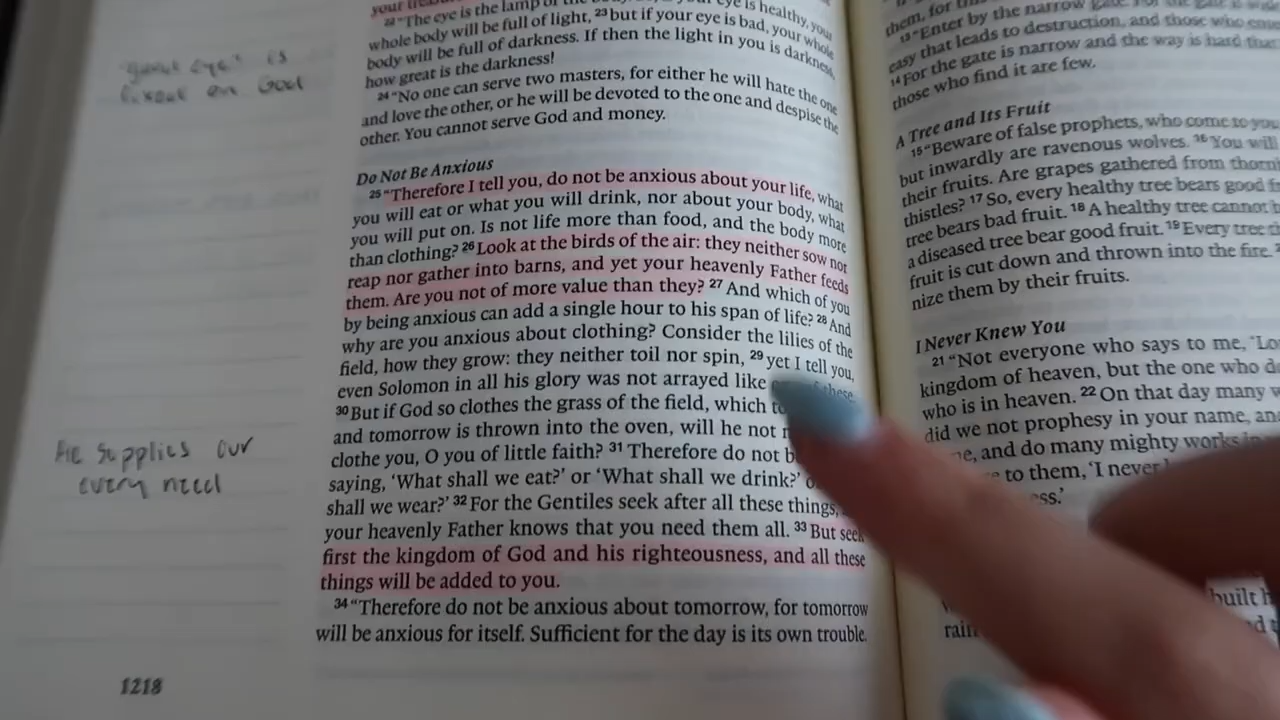 your
22 "The eye is the lamp of eye is healthy, your
whole body will be full of light, 23 but if your eye is bad, your whole
body will be full of darkness. If then the light in you is darkness,
how great is the darkness!
24 "No one can serve two masters, for either he will hate the one
and love the other, or he will be devoted to the one and despise the
other. You cannot serve God and money.
Do Not Be Anxious
25 "Therefore I tell you, do not be anxious about your life, what
you will eat or what you will drink, nor about your body, what
you will put on. Is not life more than food, and the body more
than clothing? 26 Look at the birds of the air: they neither sow nor
reap nor gather into barns, and yet your heavenly Father feeds
them. Are you not of more value than they? 27 And which of you
by being anxious can add a single hour to his span of life? 28 And
why are you anxious about clothing? Consider the lilies of the
field, how they grow: they neither toil nor spin, 29 yet I tell you,
even Solomon in all his glory was not arrayed like these.
30 But if God so clothes the grass of the field, which
and tomorrow is thrown into the oven, will he not
clothe you, O you of little faith? 31 Therefore do not
saying, 'What shall we eat?' or 'What shall we drink?'
shall we wear?' 32 For the Gentiles seek after all these things,
your heavenly Father knows that you need them all. 33 But seek
first the kingdom of God and his righteousness, and all these
things will be added to you.
34 "Therefore do not be anxious about tomorrow, for tomorrow
will be anxious for itself. Sufficient for the day is its own trouble.
eye" is
on God
He supplies our
every need
1218
them, for
13 "Enter by the narrow gate.
easy that leads to destruction, and those who
14 For the gate is narrow and the way is hard that
those who find it are few.
A Tree and Its Fruit
15 "Beware of false prophets, who come to you
but inwardly are ravenous wolves. 16 You will
their fruits. Are grapes gathered from
thistles? 17 So, every healthy tree bears good
tree bears bad fruit. 18 A healthy tree cannot
a diseased tree bear good fruit. 19 Every tree
fruit is cut down and thrown into the fire.
nize them by their fruits.
I Never Knew You
21 "Not everyone who says to me,
kingdom of heaven, but the one who
who is in heaven. 22 On that day many
did we not prophesy in your name, and
and do many mighty works
to them, 'I never
built